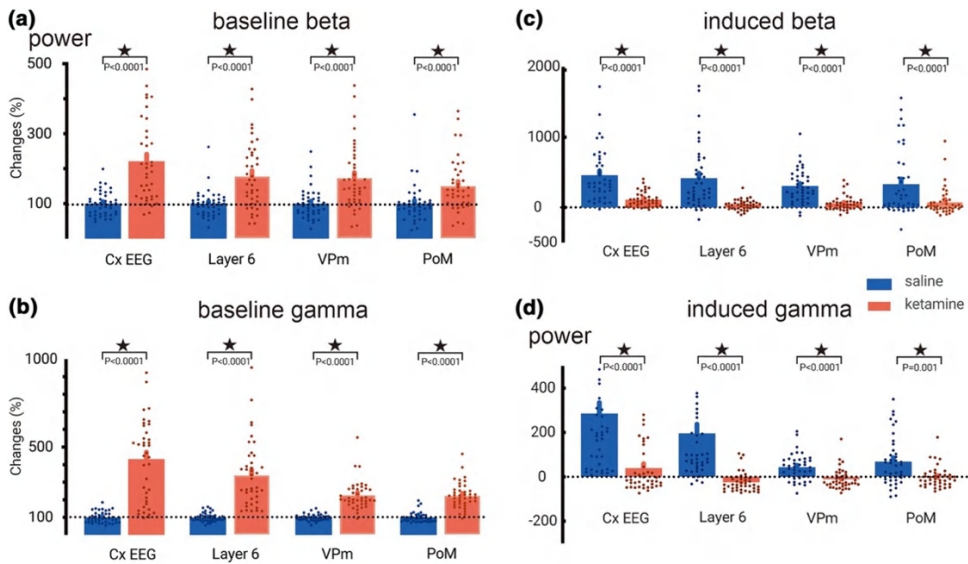 (a) baseline beta
power
P<0.0001 P<0.0001 P<0.0001 P<0.0001
500
300
100
Changes (%)
Cx EEG Layer 6 VPm PoM
(c) induced beta
P<0.0001 P<0.0001 P<0.0001 P<0.0001
2000
1000
0
-500
Cx EEG Layer 6 VPm PoM
saline
ketamine
(b) baseline gamma
P<0.0001 P<0.0001 P<0.0001 P<0.0001
1000
500
100
Changes (%)
Cx EEG Layer 6 VPm PoM
(d) induced gamma
power
P<0.0001 P<0.0001 P<0.0001 P=0.001
400
200
0
-200
Cx EEG Layer 6 VPm PoM